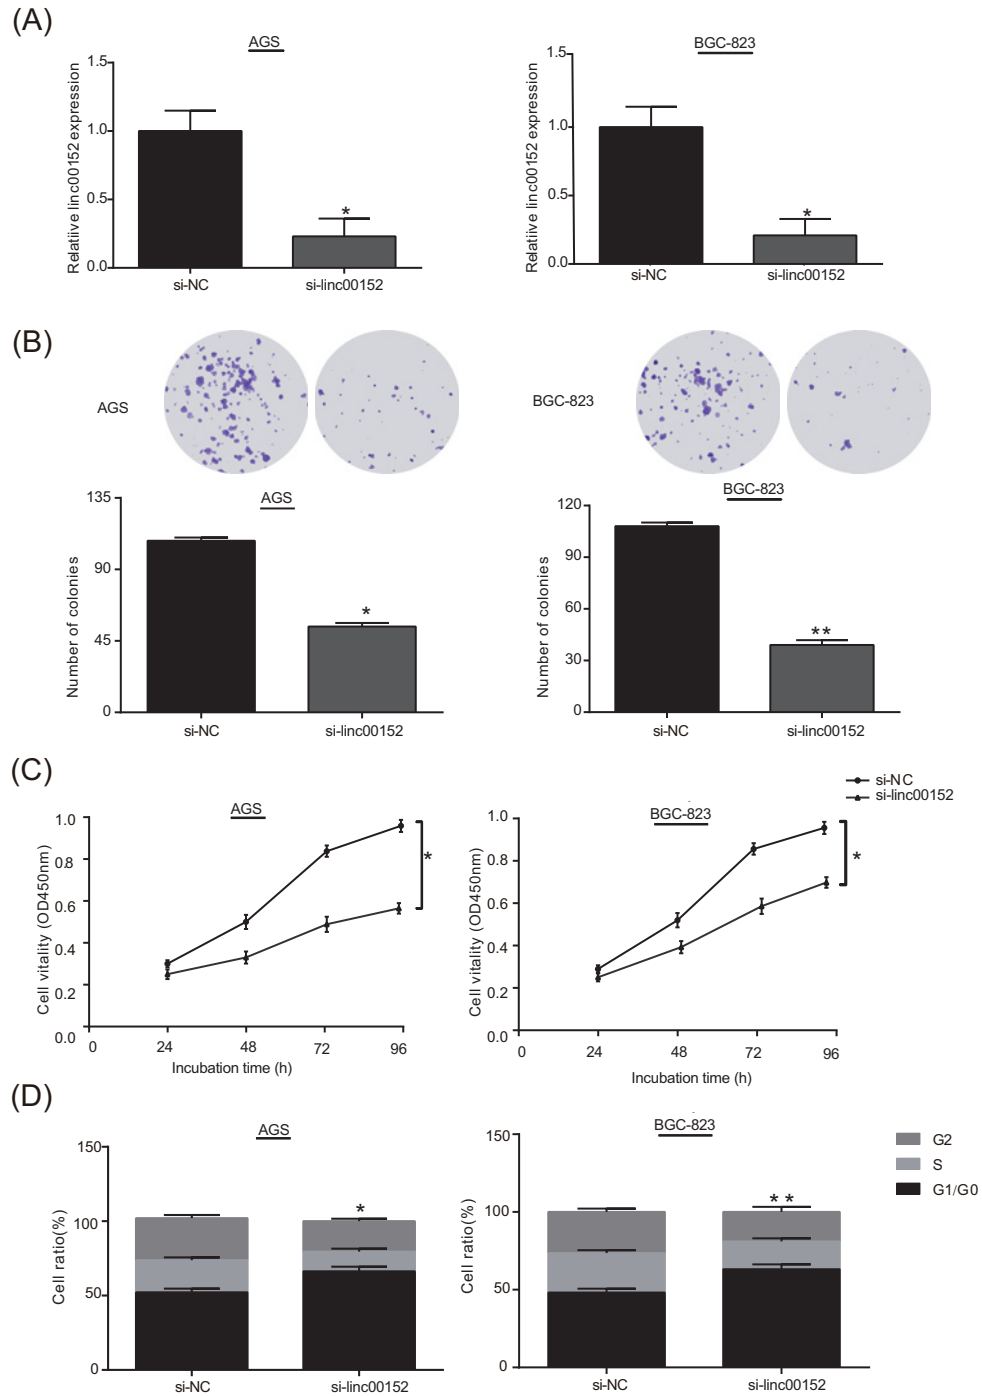 (A)
AGS
Relatiive linc00152 expression
1.5
1.0
0.5
0.0
*
si-NC
si-linc00152
BGC-823
Relative linc00152 expression
1.5
1.0
0.5
0.0
*
si-NC
si-linc00152
(B)
AGS
BGC-823
AGS
Number of colonies
135
90
45
0
*
si-NC
si-linc00152
BGC-823
Number of colonies
120
90
60
30
0
**
si-NC
si-linc00152
(C)
si-NC
si-linc00152
AGS
Cell vitality (OD450nm)
1.0
0.8
0.6
0.4
0.2
0.0
*
0 24 48 72 96
Incubation time (h)
BGC-823
Cell vitality (OD450nm)
1.0
0.8
0.6
0.4
0.2
0.0
*
0 24 48 72 96
Incubation time (h)
(D)
AGS
Cell ratio(%)
150
100
50
0
*
si-NC
si-linc00152
BGC-823
Cell ratio(%)
150
100
50
0
**
si-NC
si-linc00152
G2
S
G1/G0